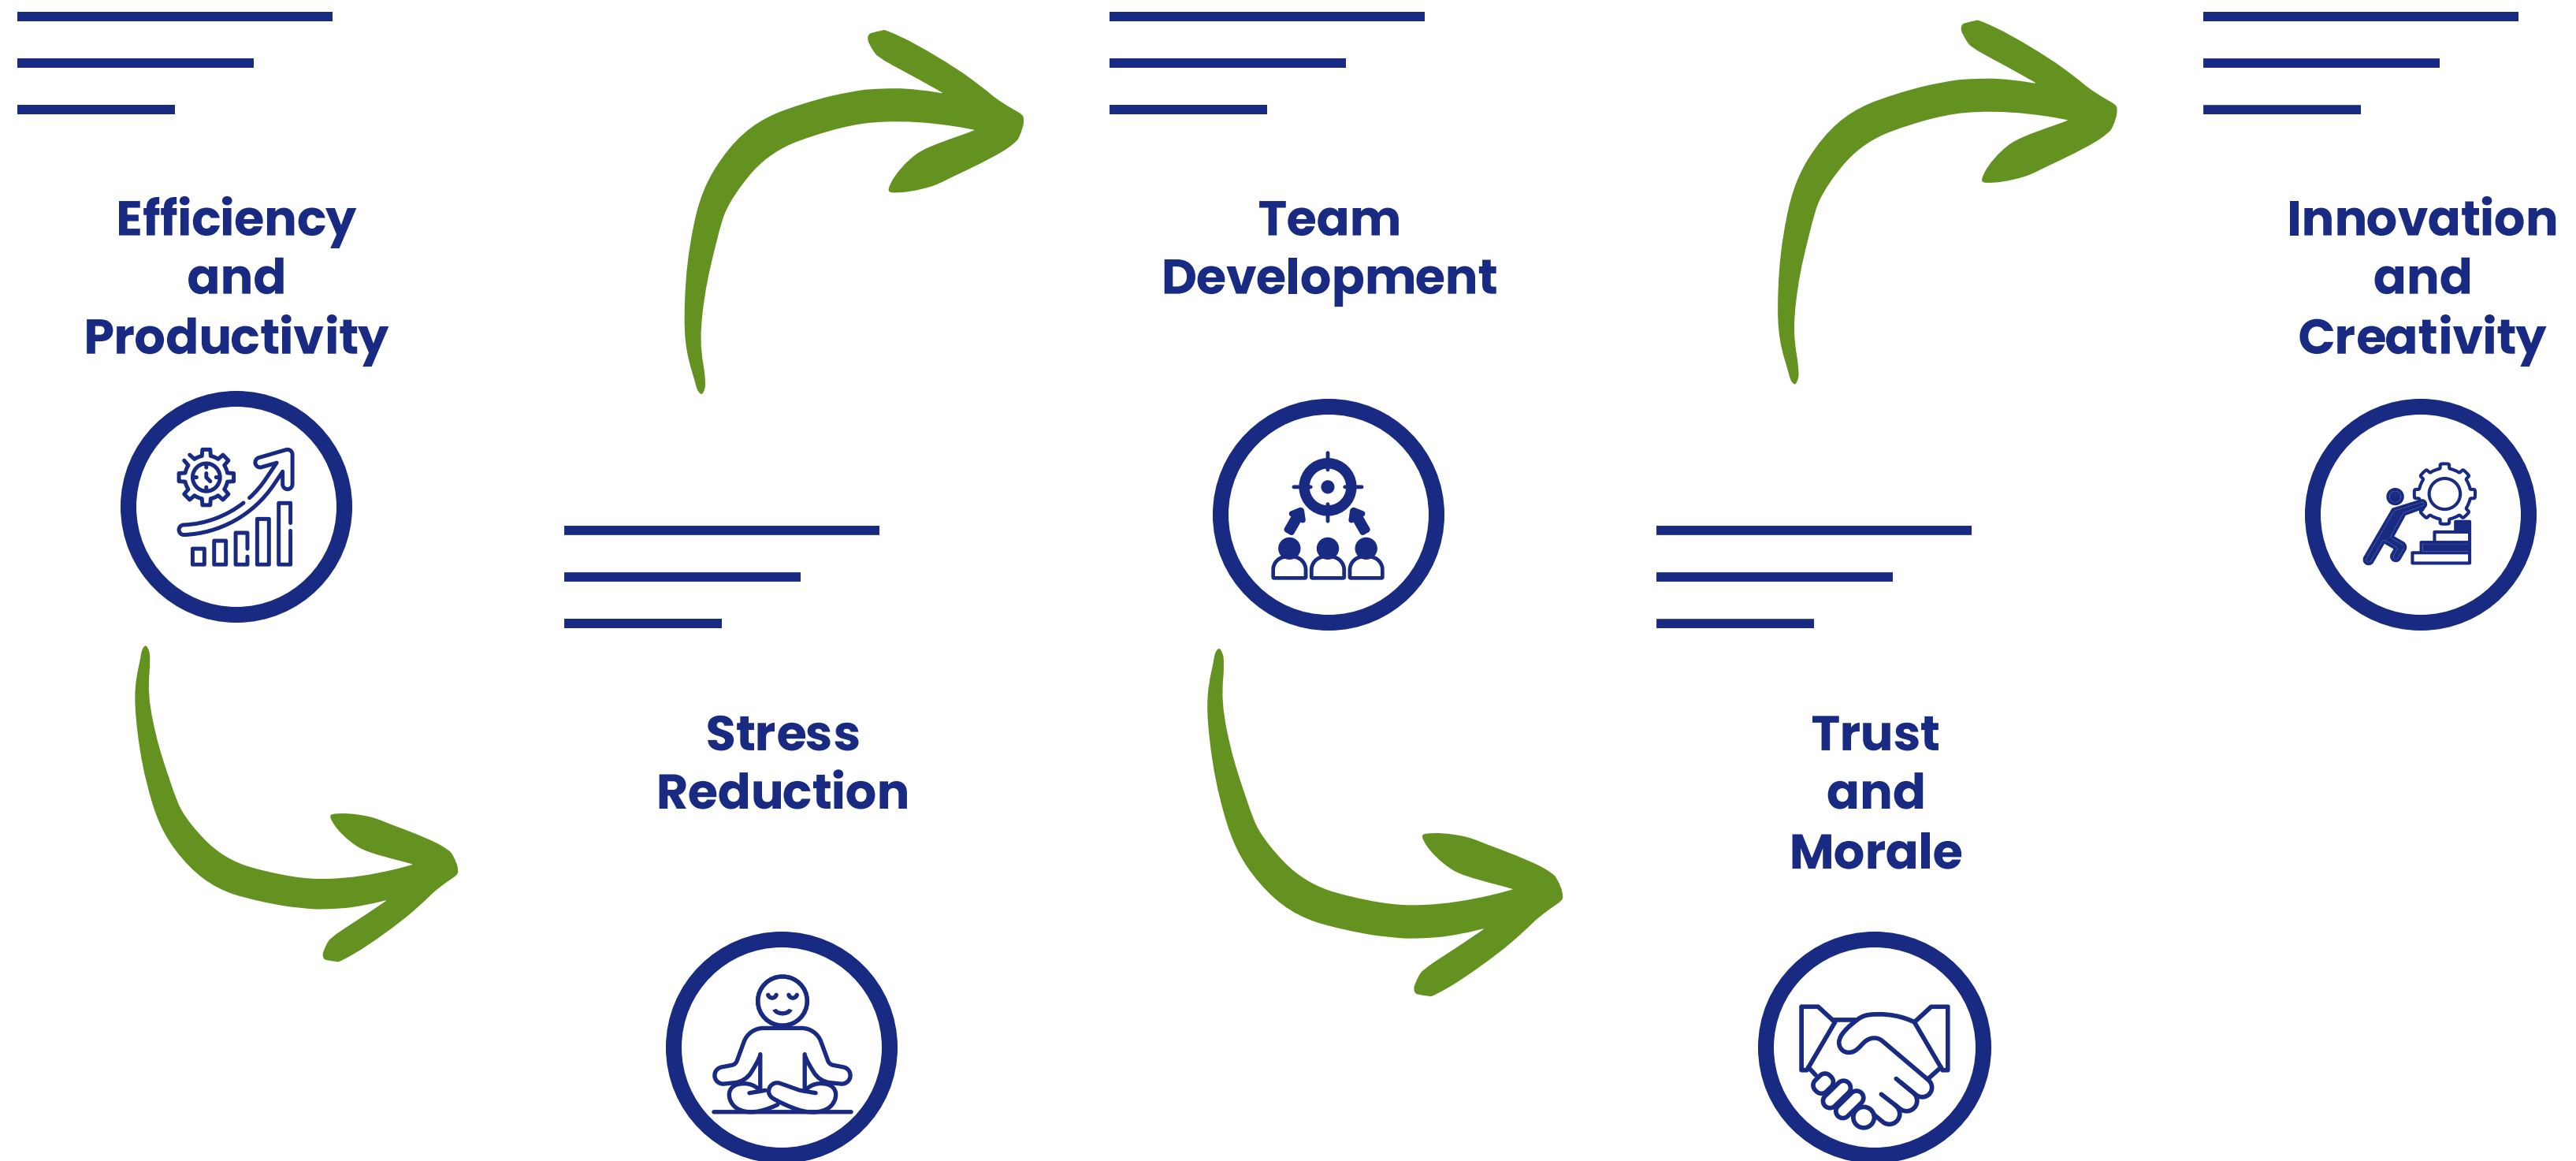 Efficiency
and
Productivity
Stress
Reduction
Team
Development
Trust
and
Morale
Innovation
and
Creativity